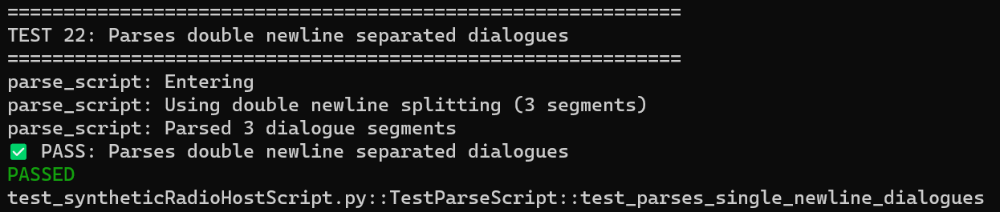 ============================================================
TEST 22: Parses double newline separated dialogues
============================================================
parse_script: Entering
parse_script: Using double newline splitting (3 segments)
parse_script: Parsed 3 dialogue segments
✅ PASS: Parses double newline separated dialogues
PASSED
test_syntheticRadioHostScript.py::TestParseScript::test_parses_single_newline_dialogues